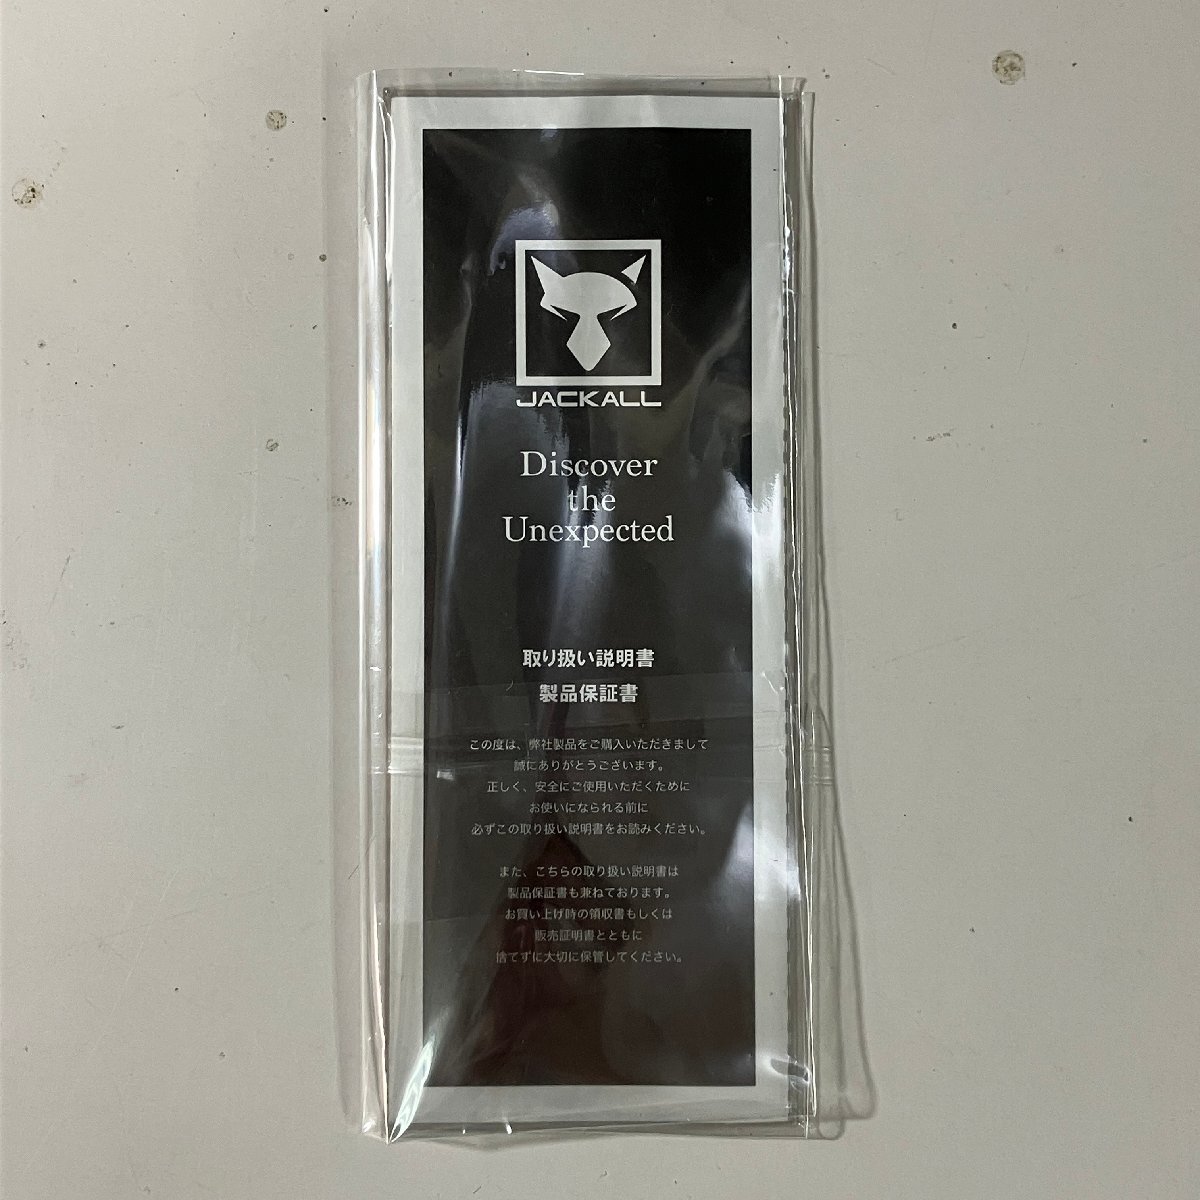 JACKALL
Discover
the
Unexpected
取り扱い説明書
製品保証書
この度は、弊社製品をご購入いただきまして
誠にありがとうございます。
正しく、安全にご使用いただくために
お使いになられる前に
必ずこの取り扱い説明書をお読みください。
また、こちらの取り扱い説明書は
製品保証書も兼ねております。
お買い上げ時の領収書もしくは
販売証明書とともに
捨てずに大切に保管してください。